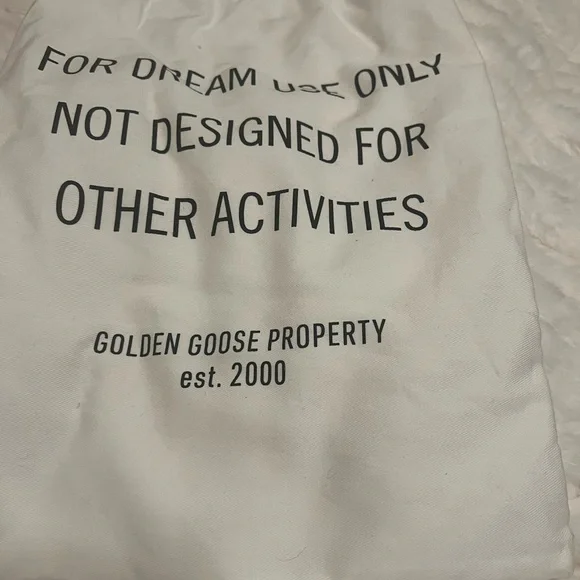 FOR DREAM USE ONLY
NOT DESIGNED FOR
OTHER ACTIVITIES
GOLDEN GOOSE PROPERTY
est. 2000